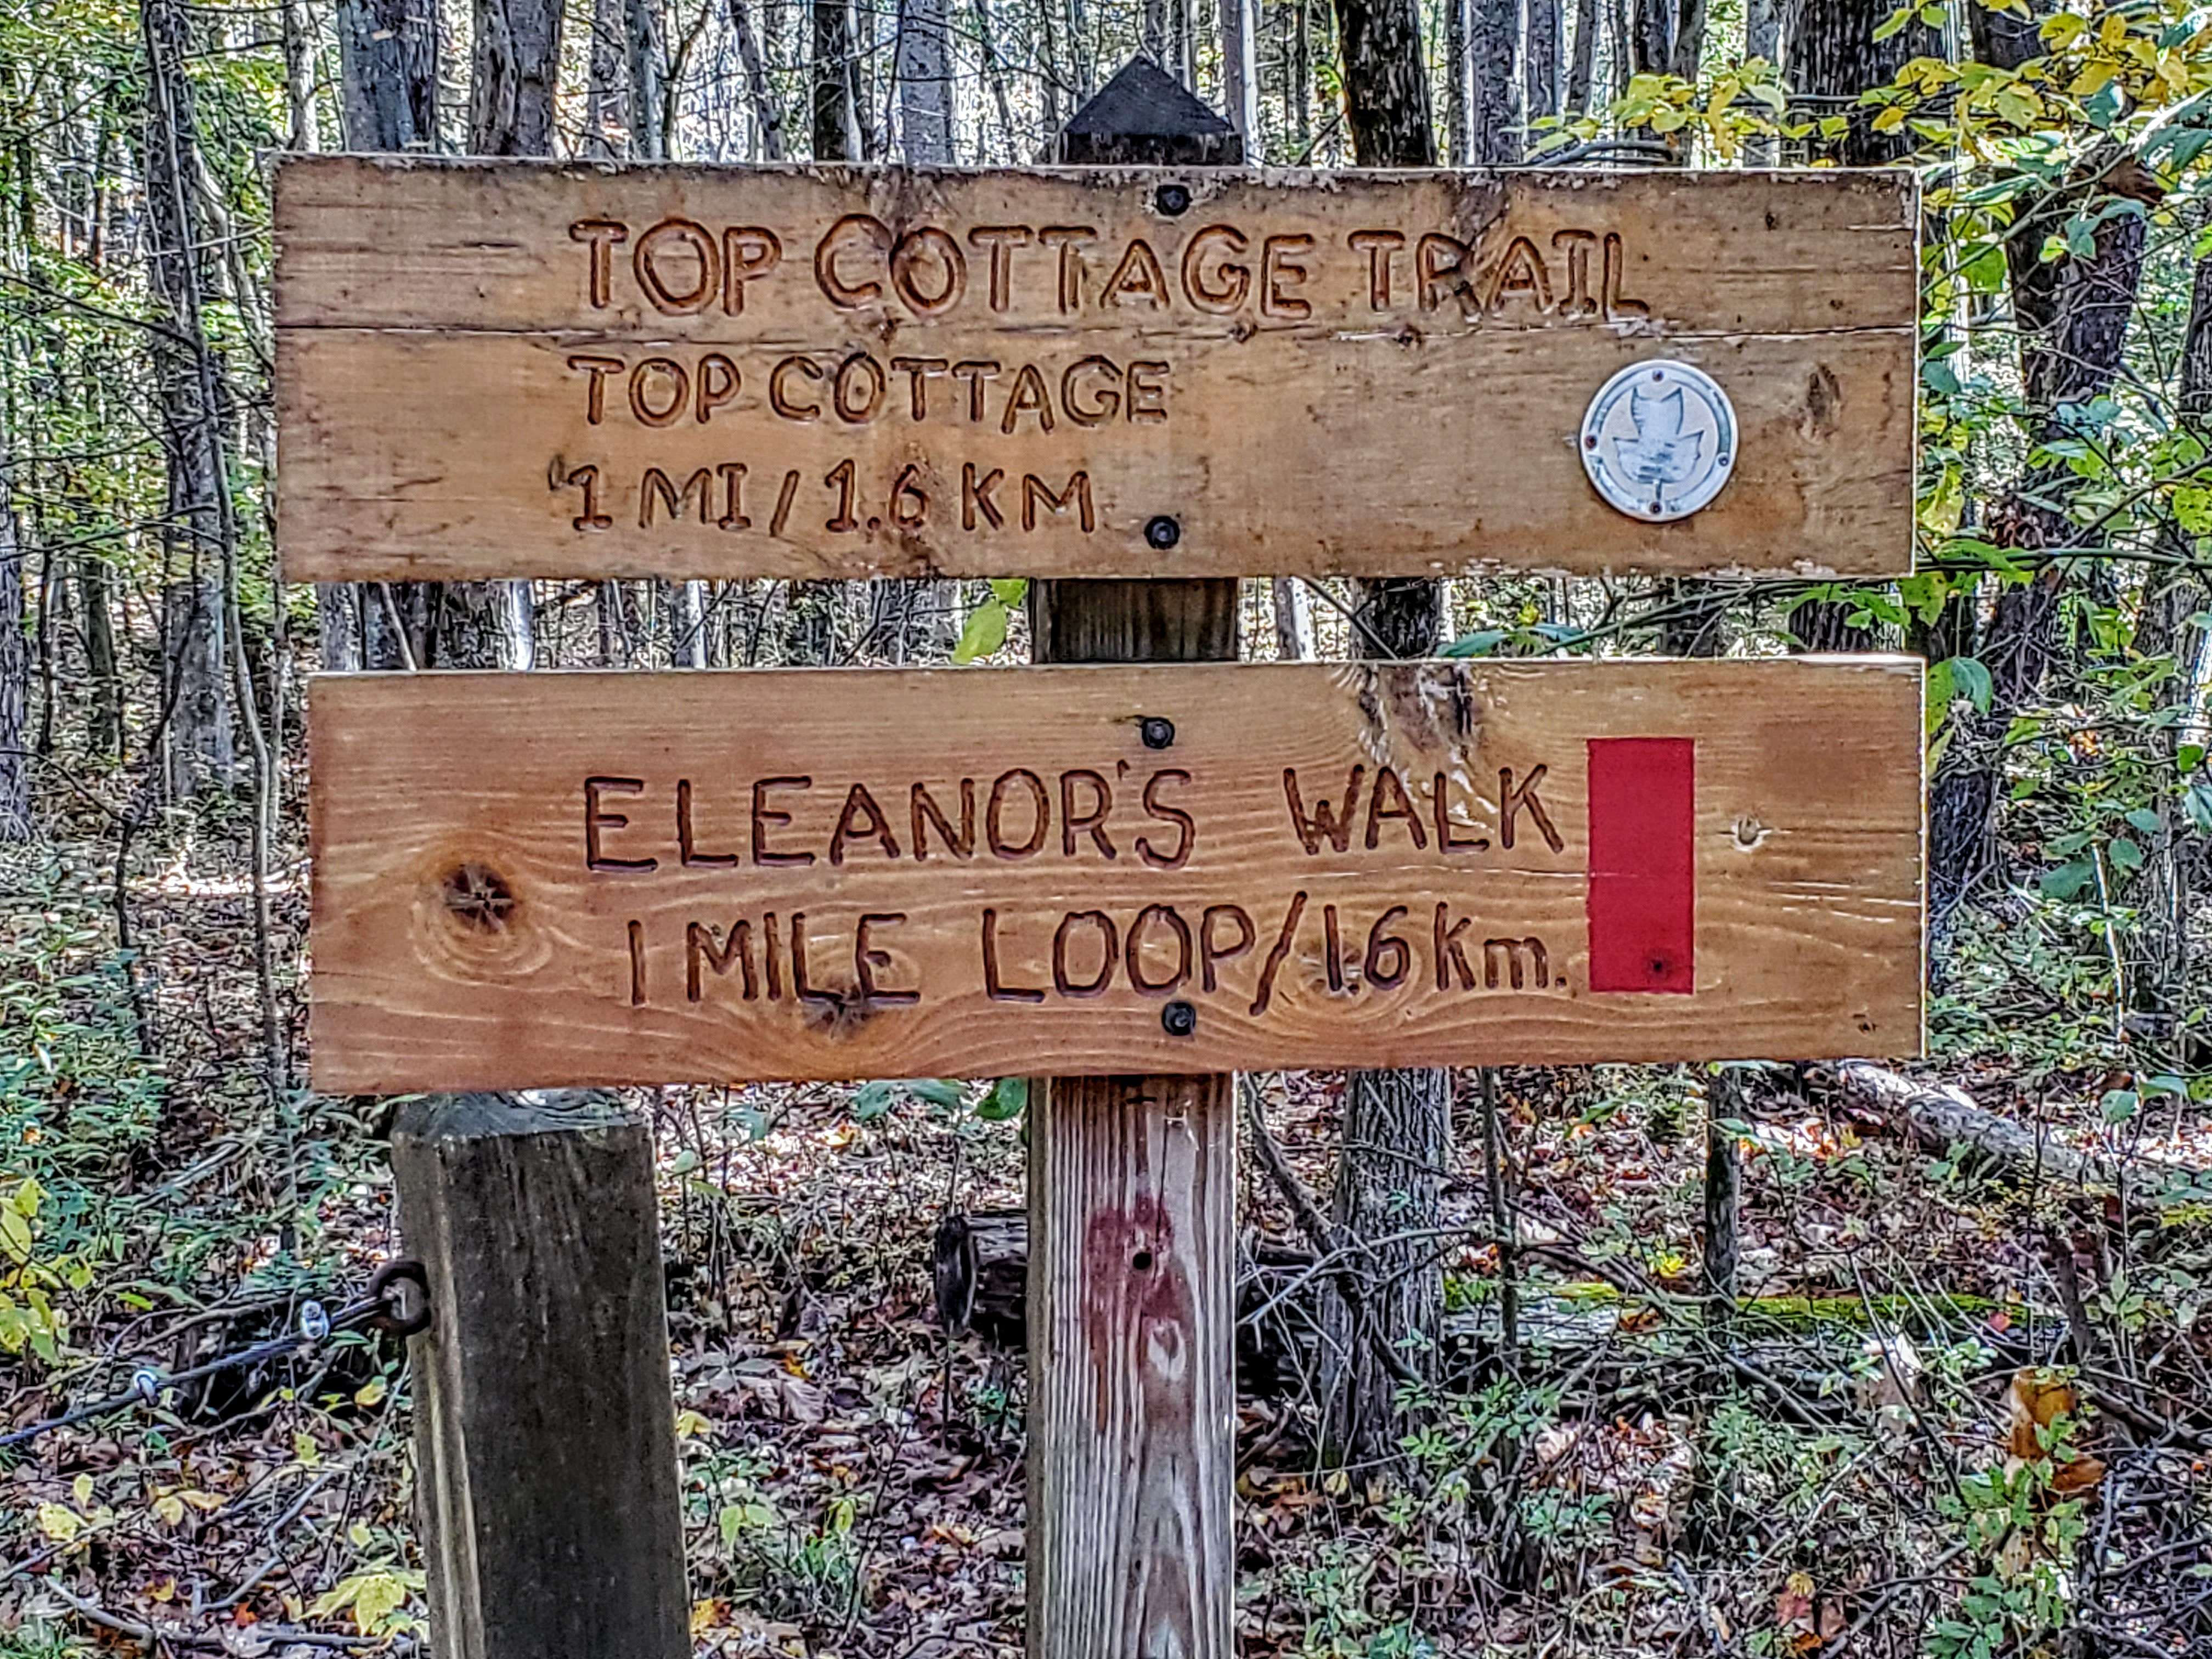 TOP COTTAGE TRAIL
TOP COTTAGE
1 MI / 1.6 KM
ELEANOR'S WALK
1 MILE LOOP/1.6 Km.